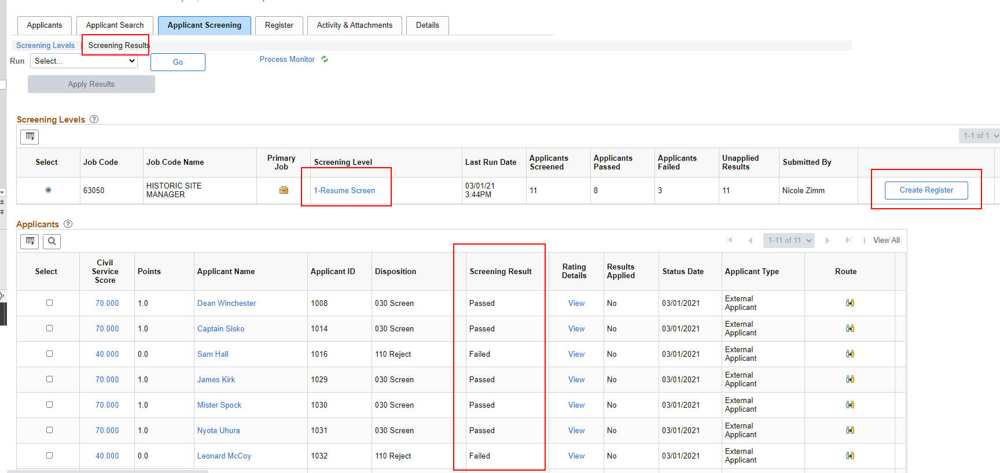 Applicants
Applicant Search
Applicant Screening
Register
Activity & Attachments
Details
Screening Levels
Screening Results
Run
Select...
Go
Process Monitor
Apply Results
Screening Levels
1-1 of 1
Select
Job Code
Job Code Name
Primary
Job
Screening Level
Last Run Date
Applicants
Screened
Applicants
Passed
Applicants
Failed
Unapplied
Results
Submitted By
63050
HISTORIC SITE
MANAGER
1-Resume Screen
03/01/21
3:44PM
11
8
3
11
Nicole Zimm
Create Register
Applicants
1-11 of 11
View All
Select
Civil
Service
Score
Points
Applicant Name
Applicant ID
Disposition
Screening Result
Rating
Details
Results
Applied
Status Date
Applicant Type
Route
70.000 1.0 Dean Winchester 1008 030 Screen Passed View No 03/01/2021 External
Applicant
70.000 1.0 Captain Sisko 1014 030 Screen Passed View No 03/01/2021 External
Applicant
40.000 0.0 Sam Hall 1016 110 Reject Failed View No 03/01/2021 External
Applicant
70.000 1.0 James Kirk 1029 030 Screen Passed View No 03/01/2021 External
Applicant
70.000 1.0 Mister Spock 1030 030 Screen Passed View No 03/01/2021 External
Applicant
70.000 1.0 Nyota Uhura 1031 030 Screen Passed View No 03/01/2021 External
Applicant
40.000 0.0 Leonard McCoy 1032 110 Reject Failed View No 03/01/2021 External
Applicant